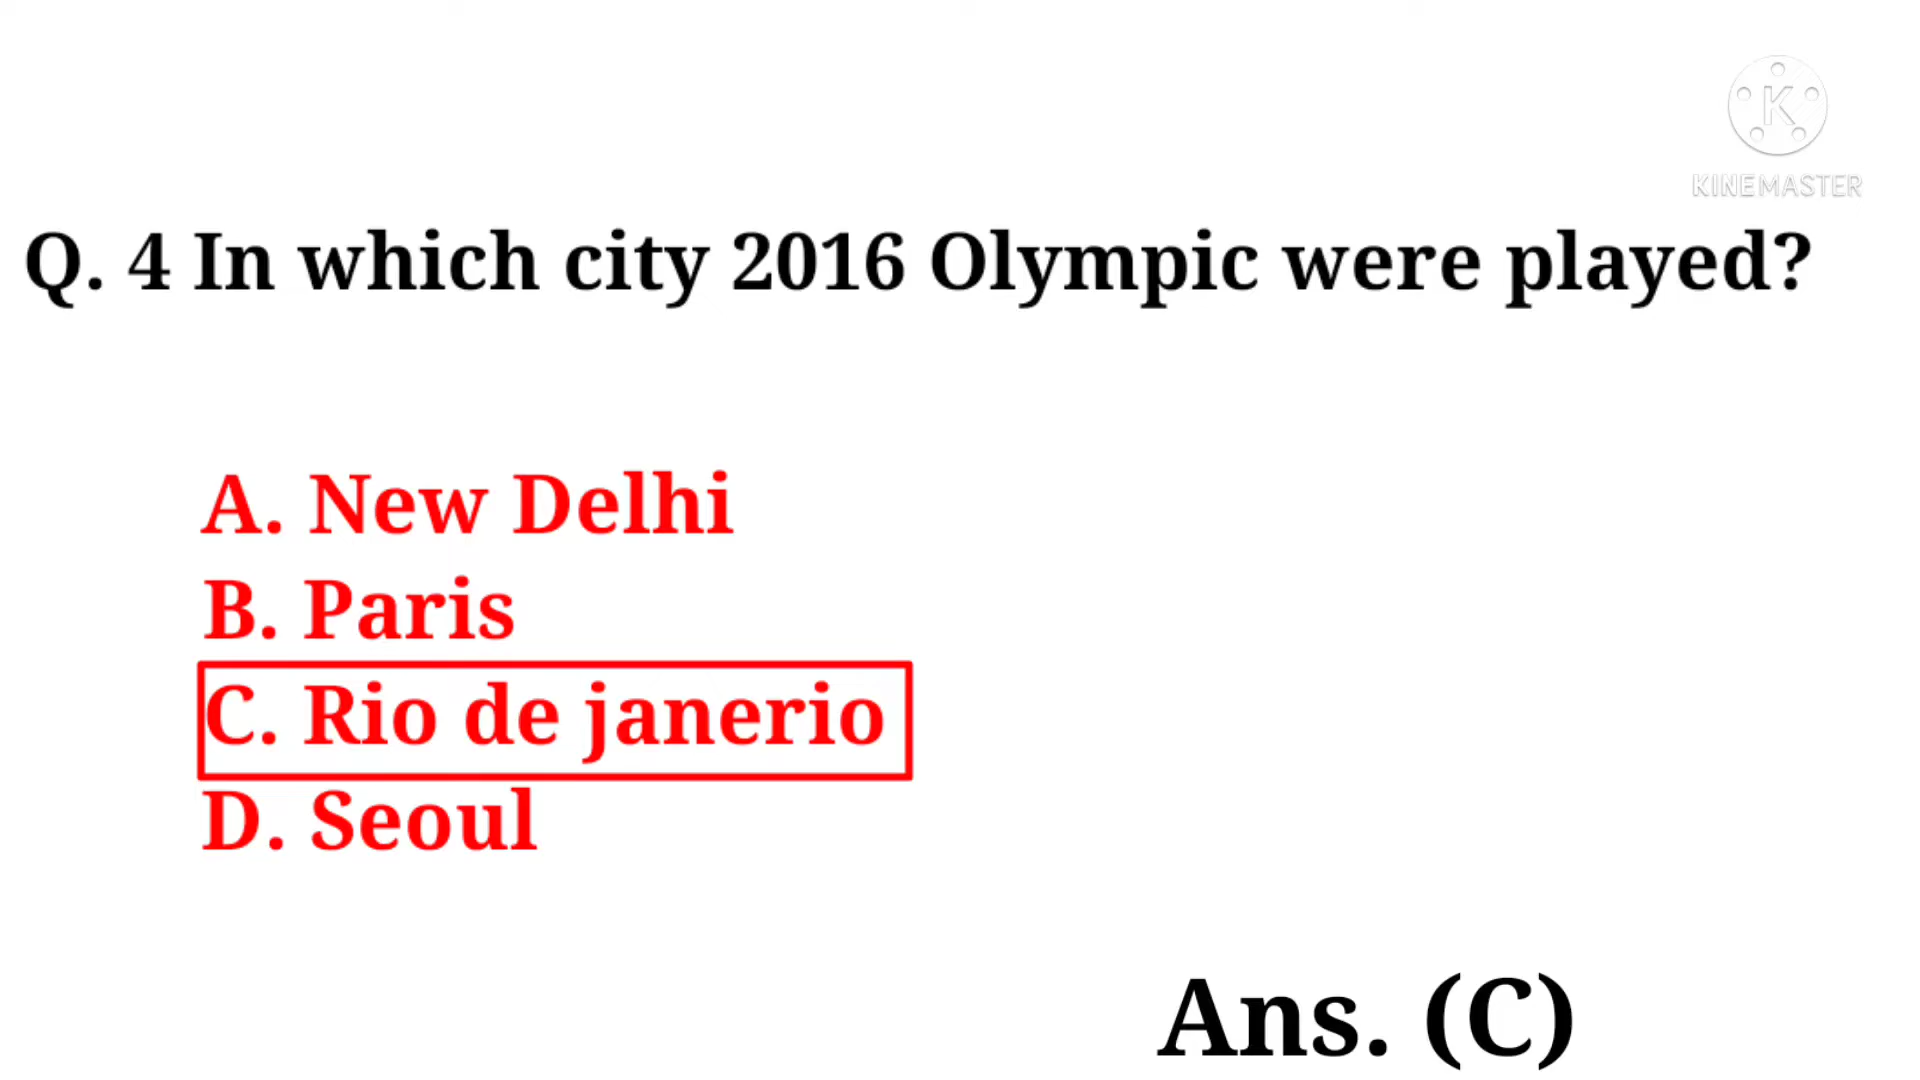 KINEMASTER
Q. 4 In which city 2016 Olympic were played?
A. New Delhi
B. Paris
C. Rio de janerio
D. Seoul
Ans. (C)